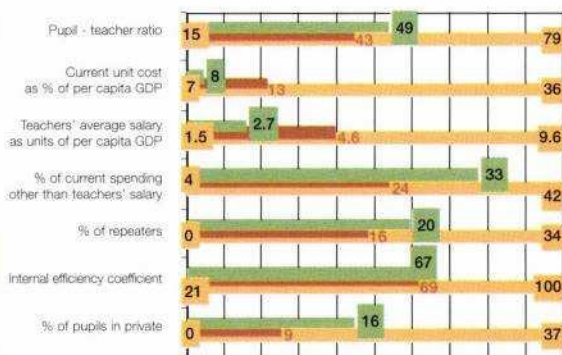 Pupil - teacher ratio
15 43 49 79
Current unit cost
as % of per capita GDP
7 8 13 36
Teachers' average salary
as units of per capita GDP
1.5 2.7 4.6 9.6
% of current spending
other than teachers' salary
4 24 33 42
% of repeaters
0 16 20 34
Internal efficiency coefficient
21 67 69 100
% of pupils in private
0 9 16 37